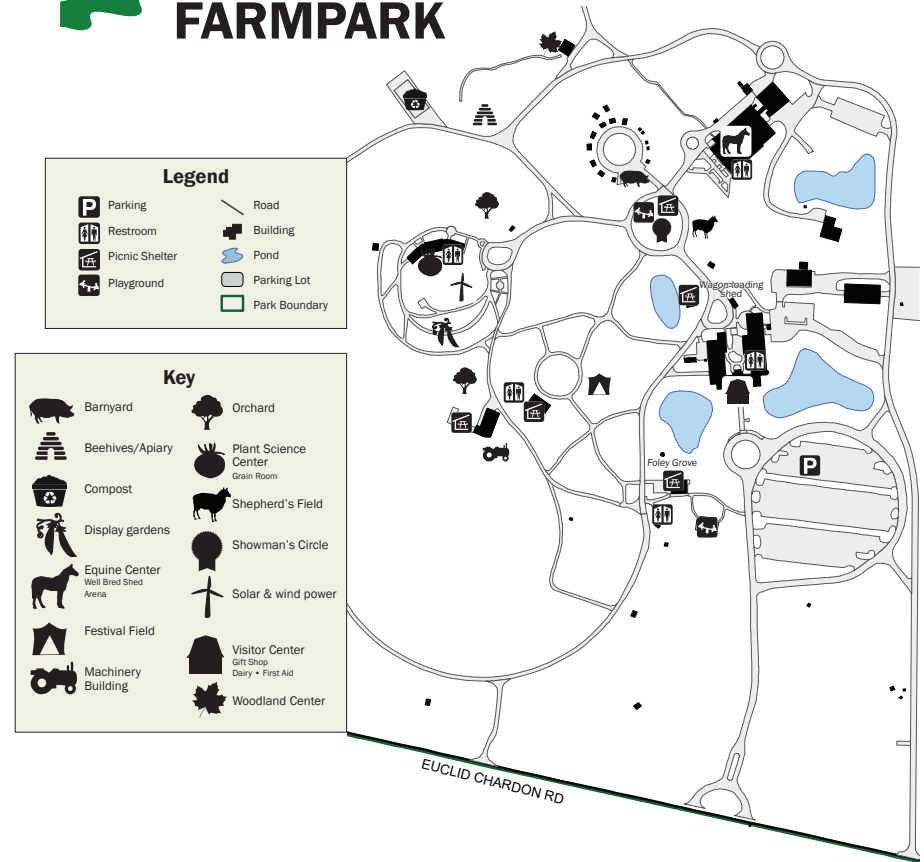 FARMPARK
Legend
Parking
Restroom
Picnic Shelter
Playground
Road
Building
Pond
Parking Lot
Park Boundary
Key
Barnyard
Beehives/Apiary
Compost
Display gardens
Equine Center
Well Bred Shed
Arena
Festival Field
Machinery
Building
Orchard
Plant Science
Center
Grain Room
Shepherd's Field
Showman's Circle
Solar & wind power
Visitor Center
Gift Shop
Dairy • First Aid
Woodland Center
Wagon loading
shed
Foley Grove
P
P
EUCLID CHARDON RD